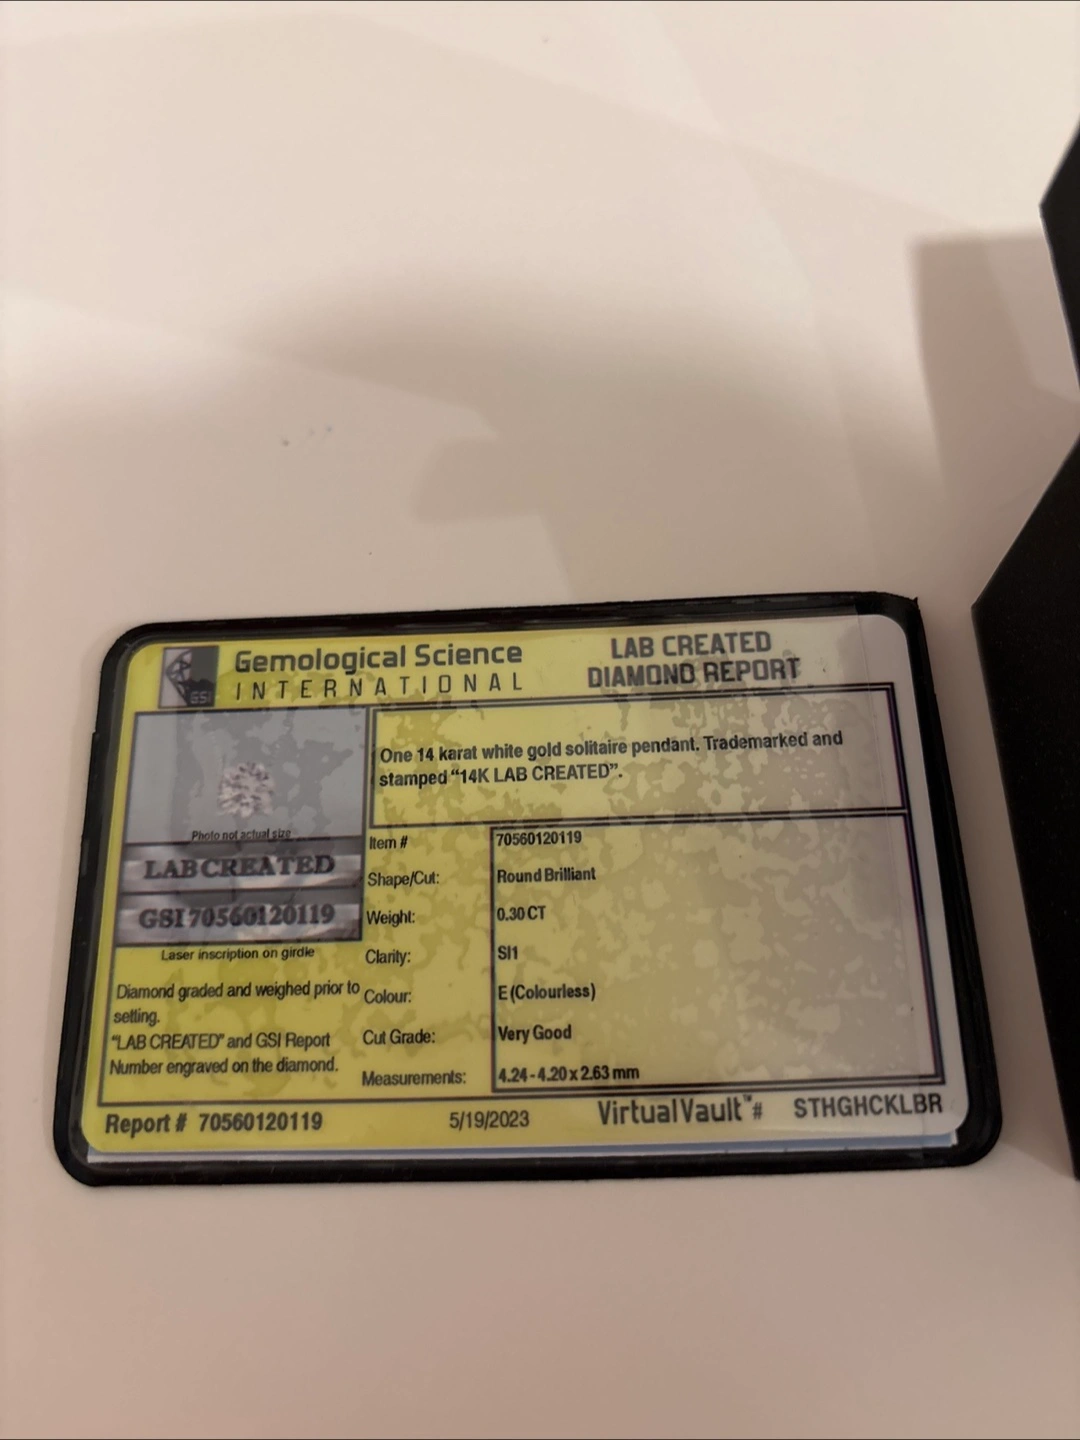 GSI
Gemological Science
INTERNATIONAL
LAB CREATED
DIAMOND REPORT
One 14 karat white gold solitaire pendant. Trademarked and
stamped “14K LAB CREATED”.
Photo not actual size
LAB CREATED
GSI 70560120119
Laser inscription on girdle
Diamond graded and weighed prior to
setting.
“LAB CREATED” and GSI Report
Number engraved on the diamond.
Item # 70560120119
Shape/Cut: Round Brilliant
Weight: 0.30 CT
Clarity: SI1
Colour: E (Colourless)
Cut Grade: Very Good
Measurements: 4.24 - 4.20 x 2.63 mm
Report # 70560120119 5/19/2023 VirtualVault™# STHGHCKLBR